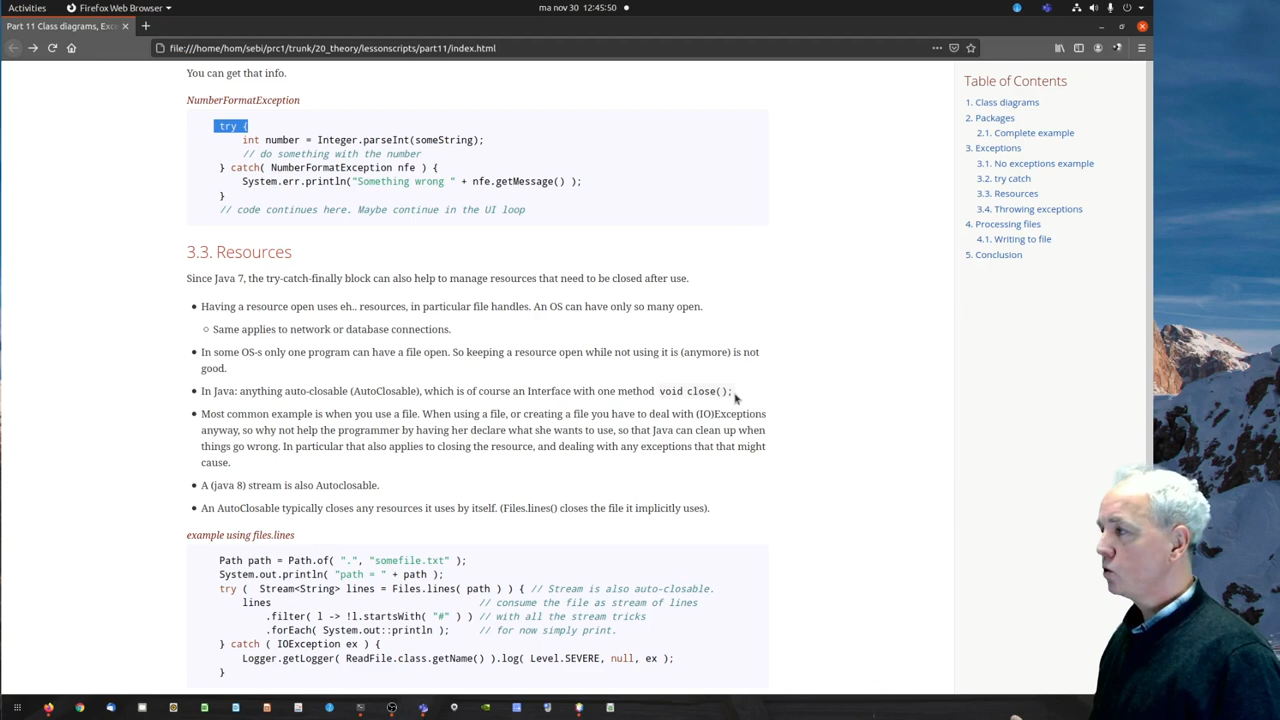 Activities
Firefox Web Browser
ma nov 30 12:45:50
Part 11 Class diagrams, Exc
file:///home/hom/sebi/prc1/trunk/20_theory/lessonscripts/part11/index.html
You can get that info.
NumberFormatException
try {
int number = Integer.parseInt(someString);
// do something with the number
} catch( NumberFormatException nfe ) {
System.err.println("Something wrong " + nfe.getMessage() );
}
// code continues here. Maybe continue in the UI loop
3.3. Resources
Since Java 7, the try-catch-finally block can also help to manage resources that need to be closed after use.
Having a resource open uses eh.. resources, in particular file handles. An OS can have only so many open.
Same applies to network or database connections.
In some OS-s only one program can have a file open. So keeping a resource open while not using it is (anymore) is not
good.
In Java: anything auto-closable (AutoClosable), which is of course an Interface with one method void close();
Most common example is when you use a file. When using a file, or creating a file you have to deal with (IO)Exceptions
anyway, so why not help the programmer by having her declare what she wants to use, so that Java can clean up when
things go wrong. In particular that also applies to closing the resource, and dealing with any exceptions that that might
cause.
A (java 8) stream is also Autoclosable.
An AutoClosable typically closes any resources it uses by itself. (Files.lines() closes the file it implicitly uses).
example using files.lines
Path path = Path.of( ".", "somefile.txt" );
System.out.println( "path = " + path );
try (  Stream<String> lines = Files.lines( path ) ) { // Stream is also auto-closable.
lines // consume the file as stream of lines
.filter( l -> !l.startsWith( "#" ) ) // with all the stream tricks
.forEach( System.out::println ); // for now simply print.
} catch ( IOException ex ) {
Logger.getLogger( ReadFile.class.getName() ).log( Level.SEVERE, null, ex );
}
Table of Contents
1. Class diagrams
2. Packages
2.1. Complete example
3. Exceptions
3.1. No exceptions example
3.2. try catch
3.3. Resources
3.4. Throwing exceptions
4. Processing files
4.1. Writing to file
5. Conclusion